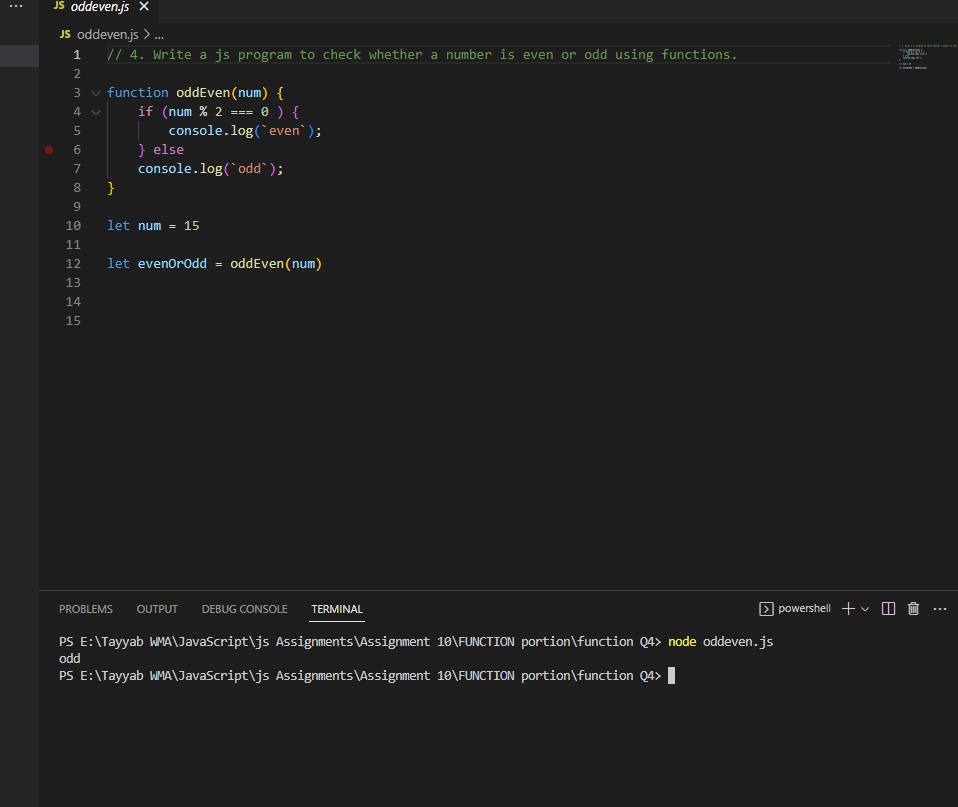 ... JS oddeven.js ×
JS oddeven.js > ...
1 // 4. Write a js program to check whether a number is even or odd using functions.
2
3 function oddEven(num) {
4     if (num % 2 === 0 ) {
5         console.log(`even`);
6     } else
7     console.log(`odd`);
8 }
9
10 let num = 15
11
12 let evenOrOdd = oddEven(num)
13
14
15
PROBLEMS OUTPUT DEBUG CONSOLE TERMINAL powershell
PS E:\Tayyab WMA\JavaScript\js Assignments\Assignment 10\FUNCTION portion\function Q4> node oddeven.js
odd
PS E:\Tayyab WMA\JavaScript\js Assignments\Assignment 10\FUNCTION portion\function Q4>